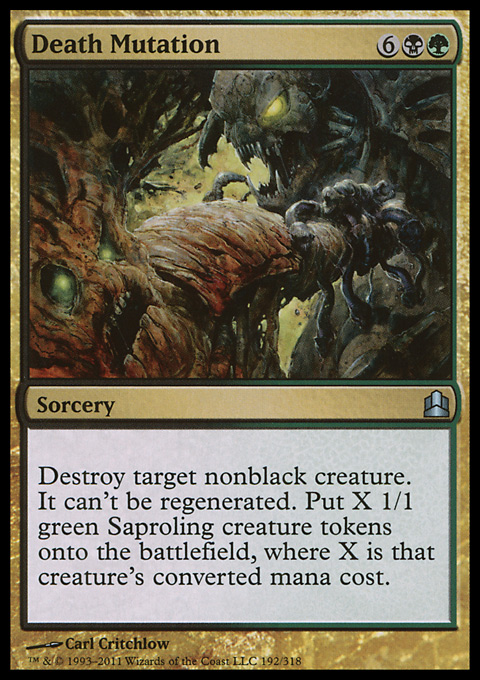 Death Mutation 6
Sorcery
Destroy target nonblack creature.
It can't be regenerated. Put X 1/1
green Saproling creature tokens
onto the battlefield, where X is that
creature's converted mana cost.
Carl Critchlow
™ & © 1993–2011 Wizards of the Coast LLC 192/318